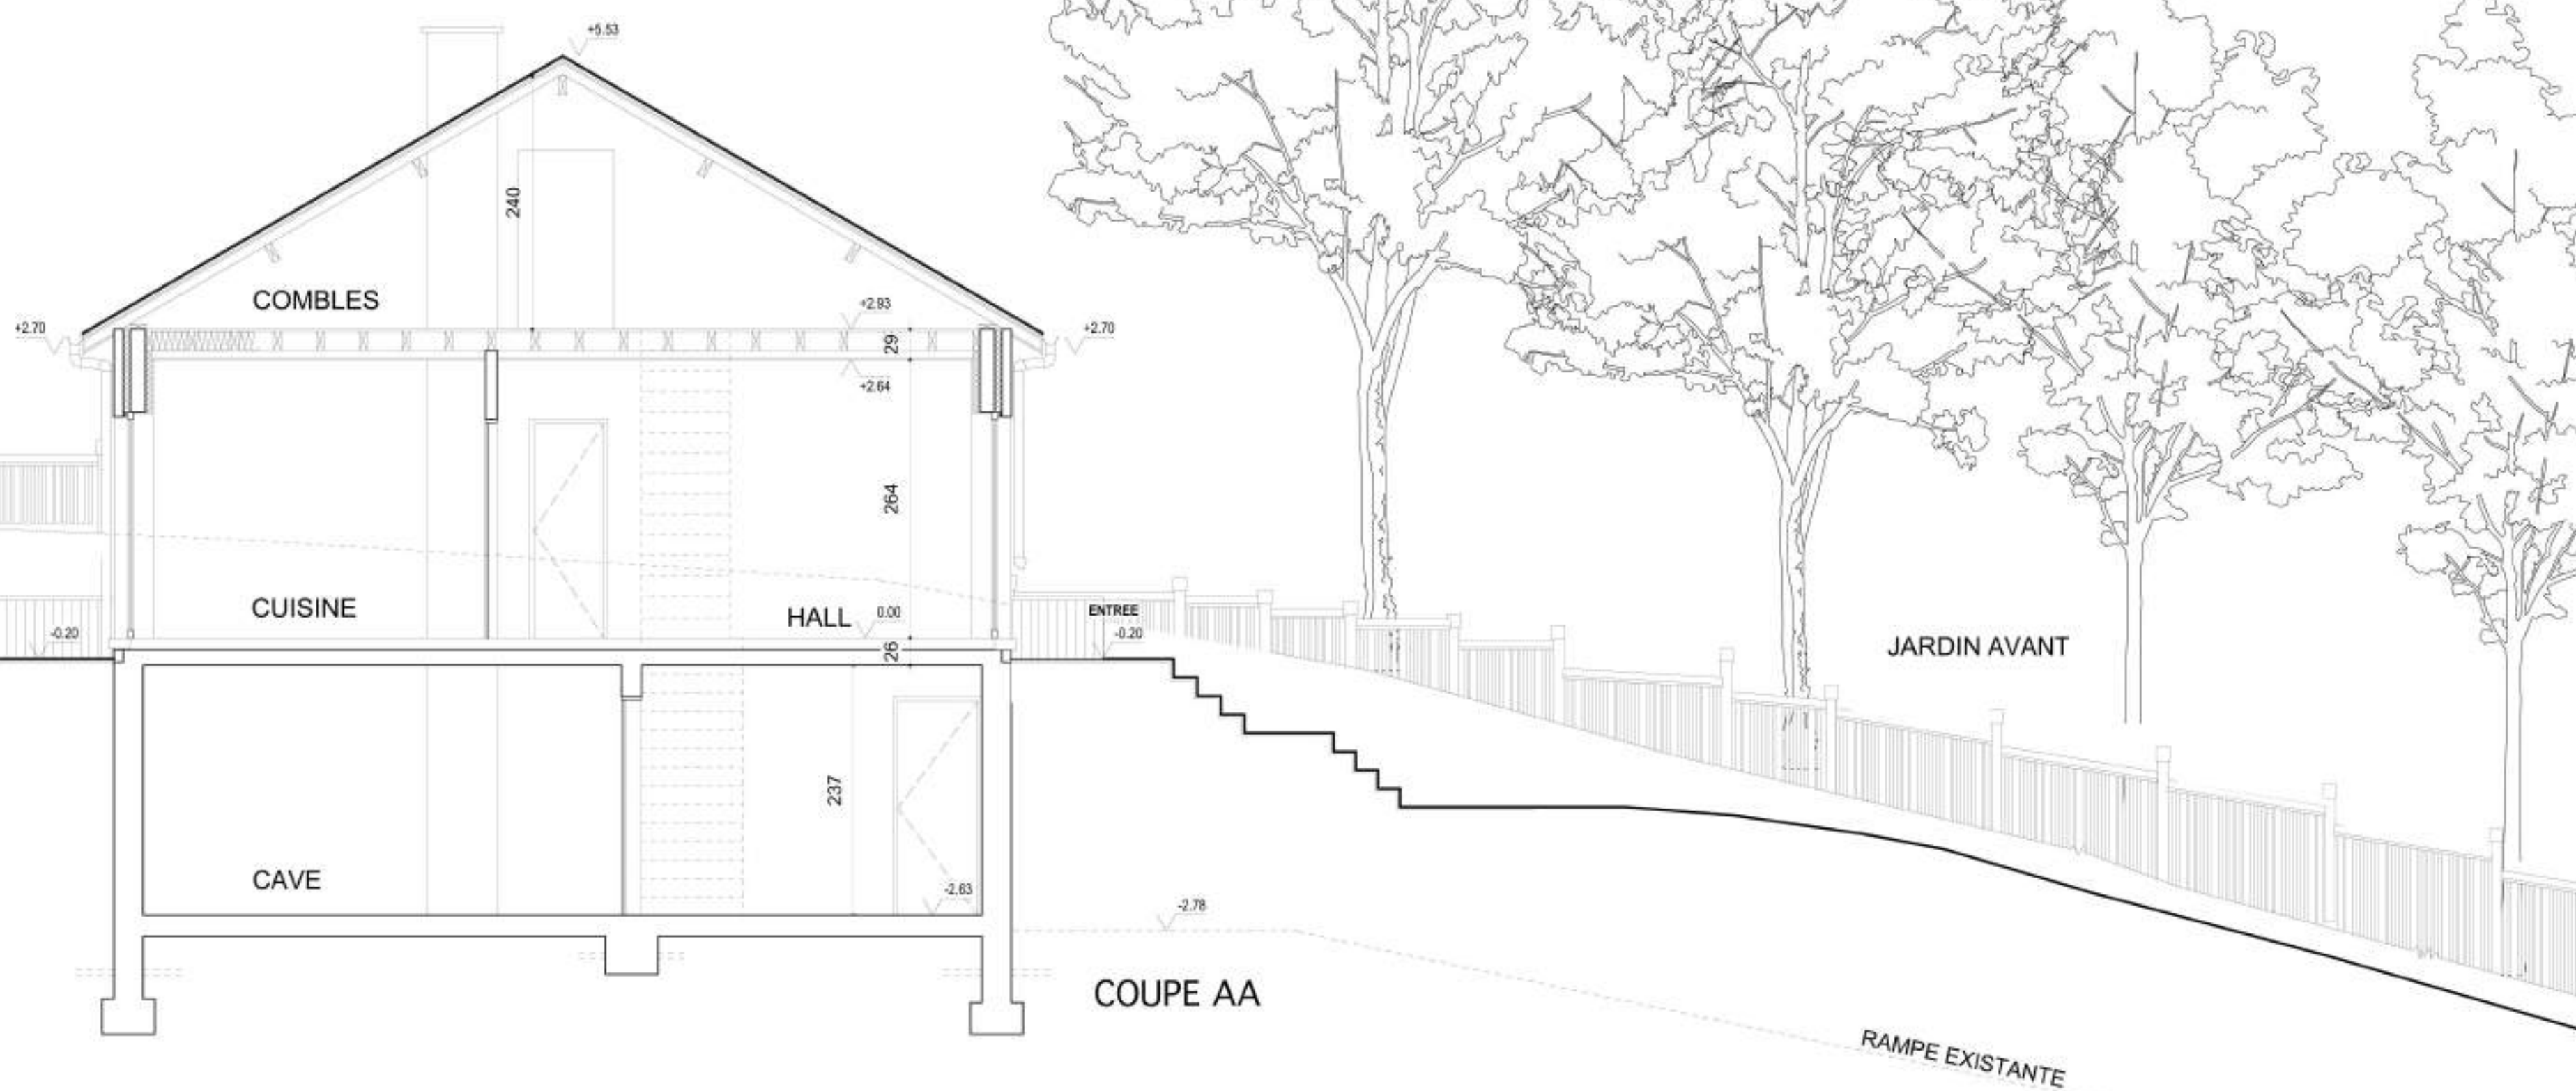 +5.53
240
COMBLES
+2.93
+2.70
+2.70
29
+2.64
264
CUISINE
HALL
0.00
ENTREE
-0.20
-0.20
26
JARDIN AVANT
237
CAVE
-2.63
-2.78
COUPE AA
RAMPE EXISTANTE